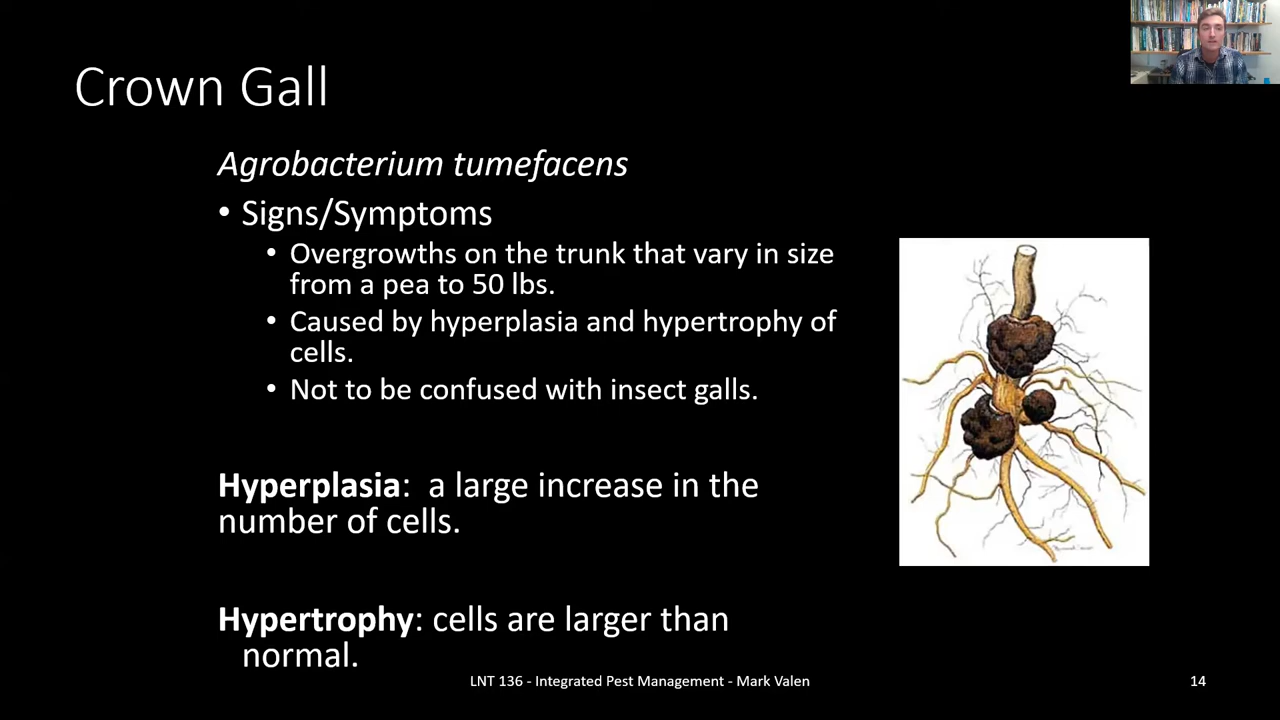 Crown Gall
Agrobacterium tumefacens
• Signs/Symptoms
• Overgrowths on the trunk that vary in size
from a pea to 50 lbs.
• Caused by hyperplasia and hypertrophy of
cells.
• Not to be confused with insect galls.
Hyperplasia: a large increase in the
number of cells.
Hypertrophy: cells are larger than
normal.
LNT 136 - Integrated Pest Management - Mark Valen
14